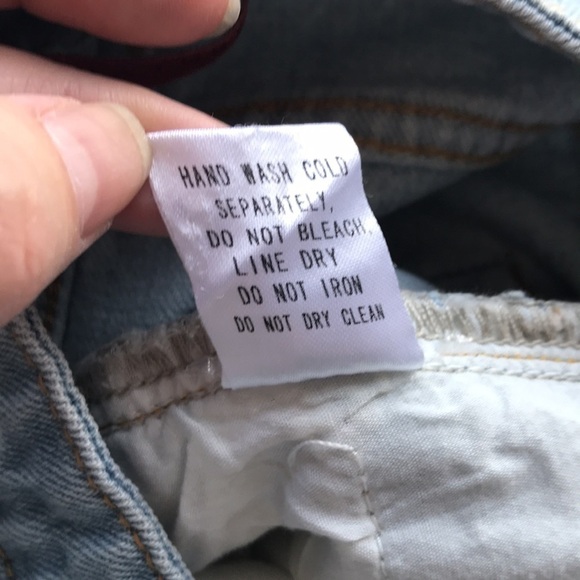 HAND WASH COLD
SEPARATELY,
DO NOT BLEACH,
LINE DRY
DO NOT IRON
DO NOT DRY CLEAN